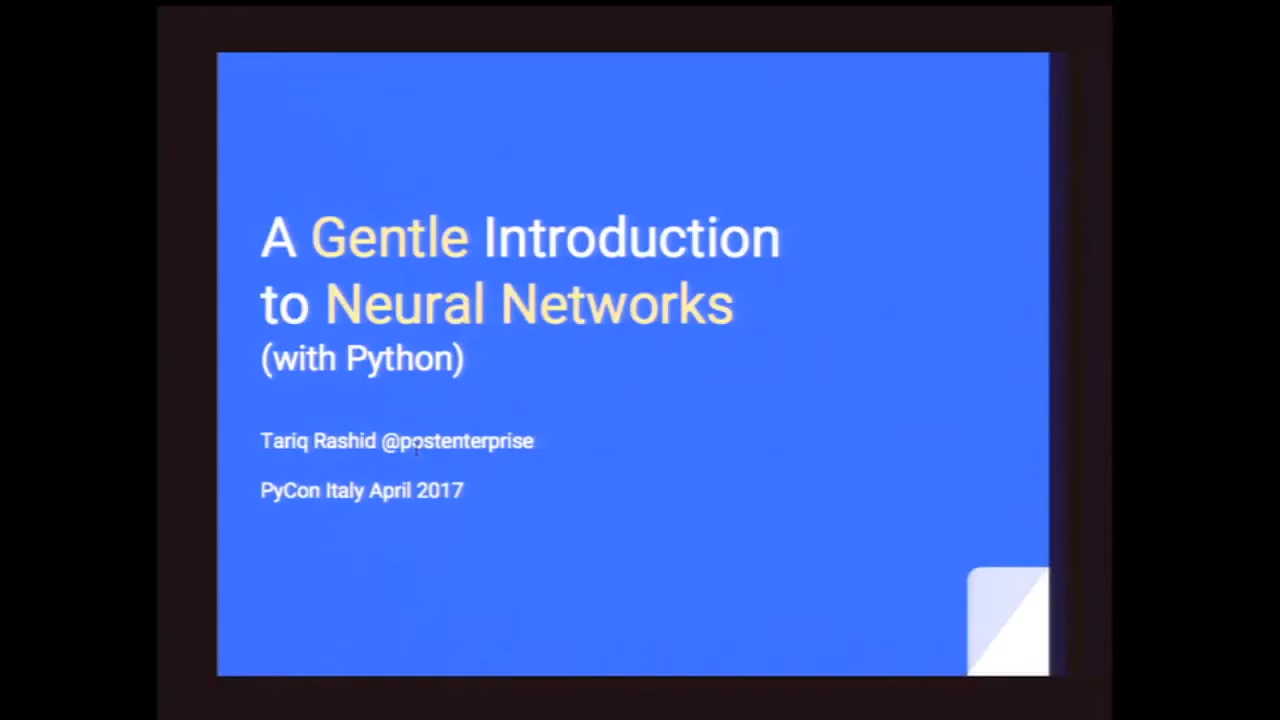 A Gentle Introduction
to Neural Networks
(with Python)
Tariq Rashid @postenterprise
PyCon Italy April 2017